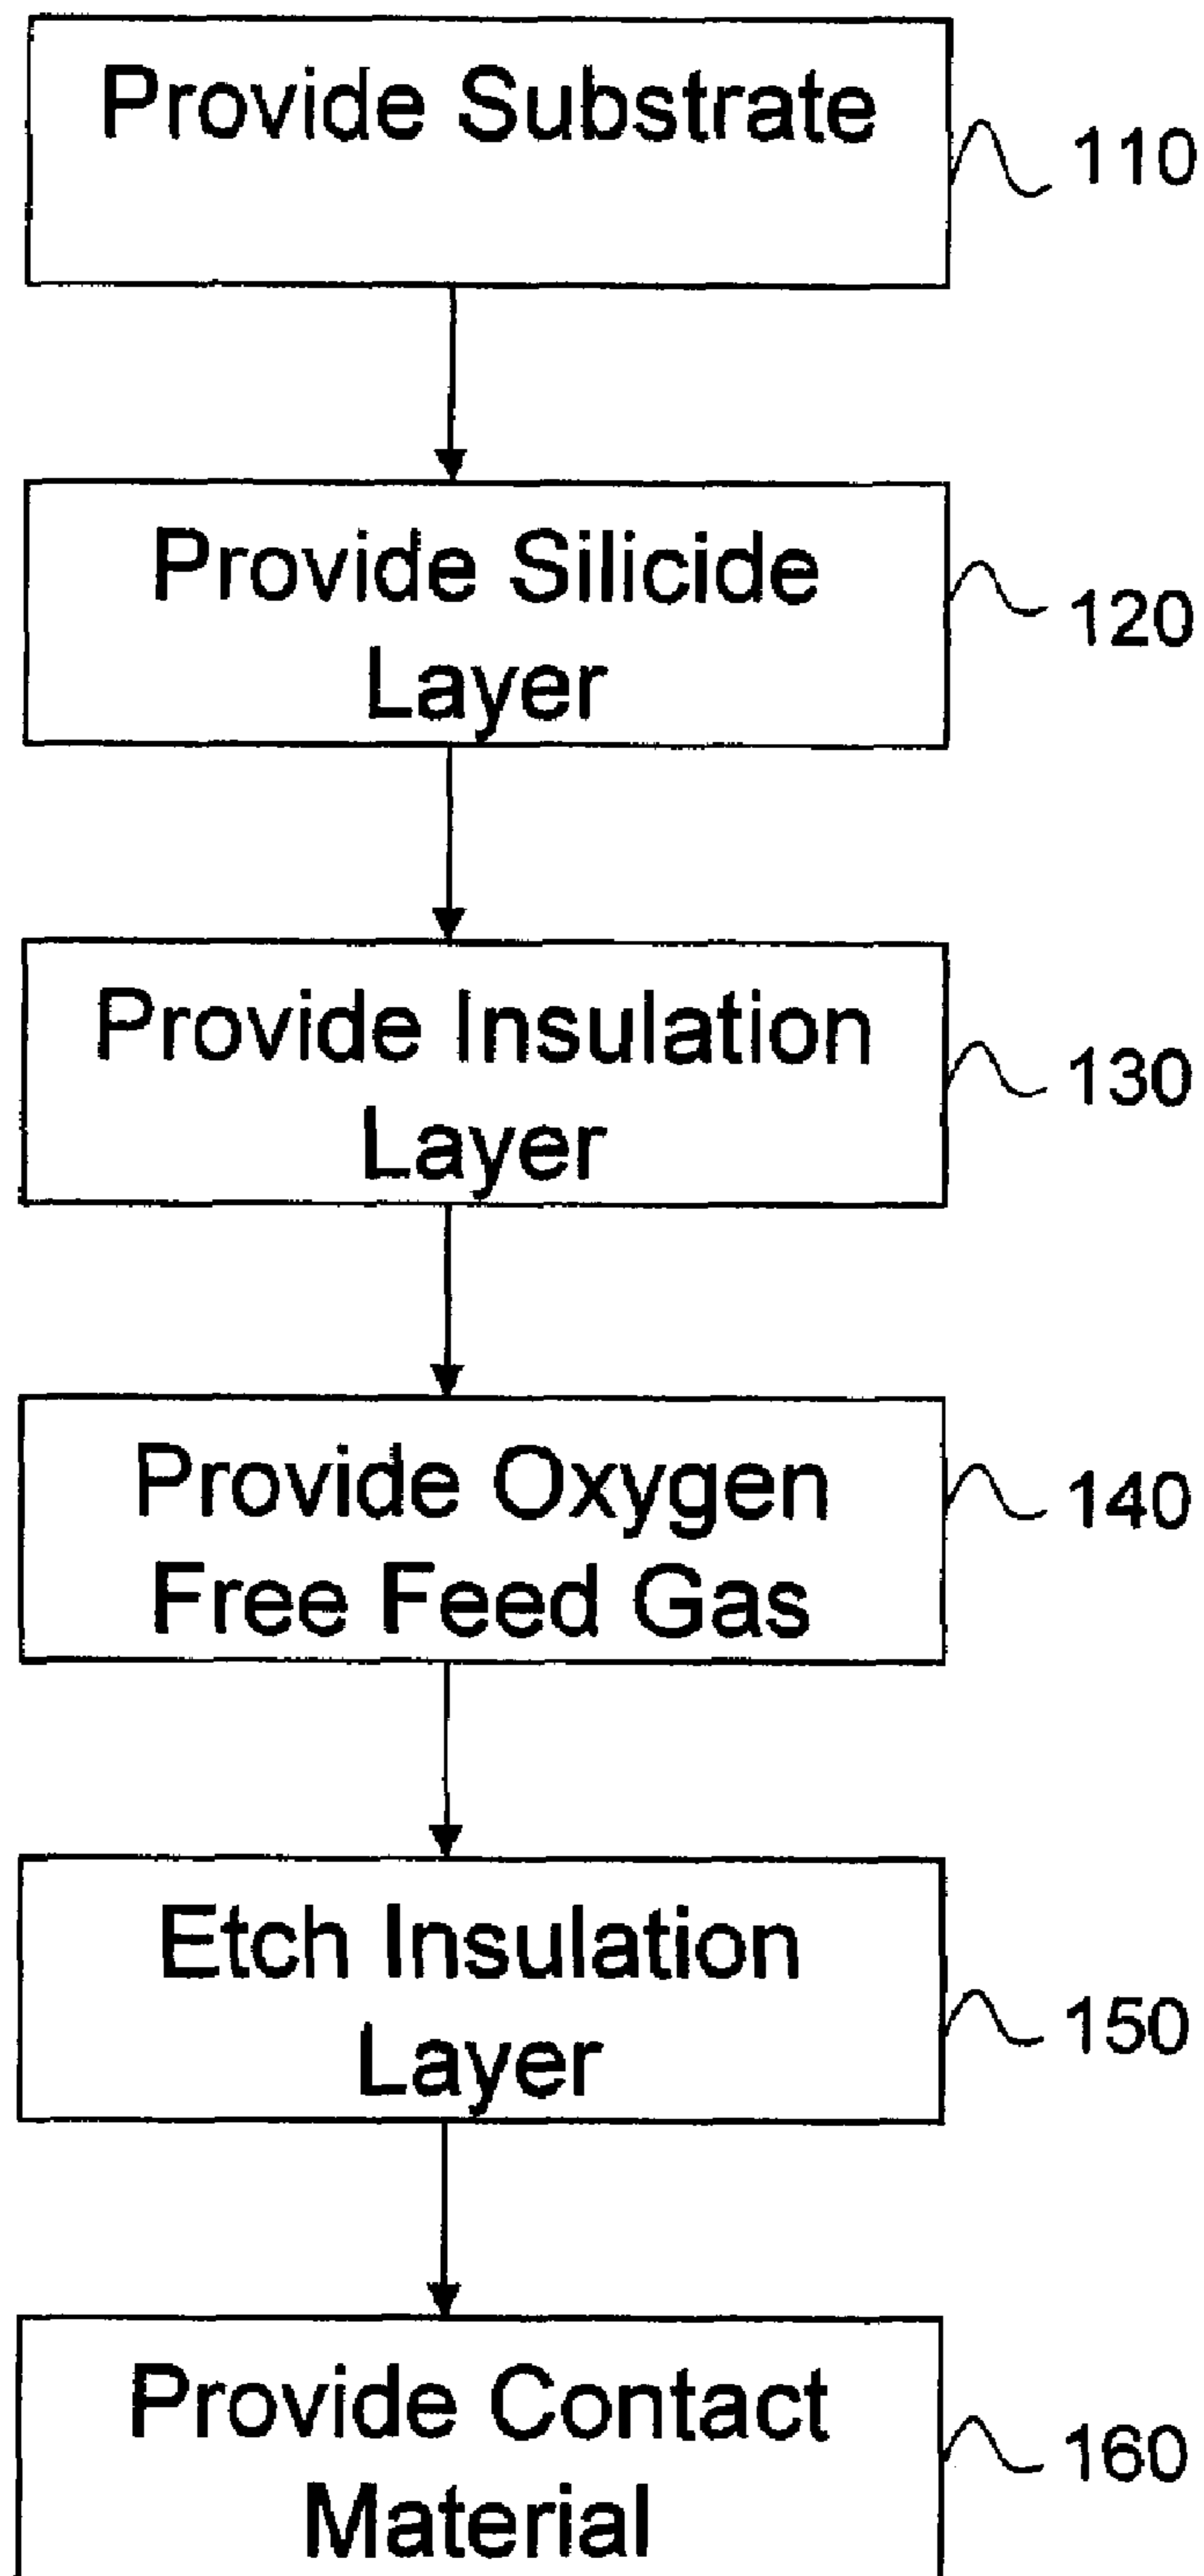 Provide Substrate
110
Provide Silicide
Layer
120
Provide Insulation
Layer
130
Provide Oxygen
Free Feed Gas
140
Etch Insulation
Layer
150
Provide Contact
Material
160